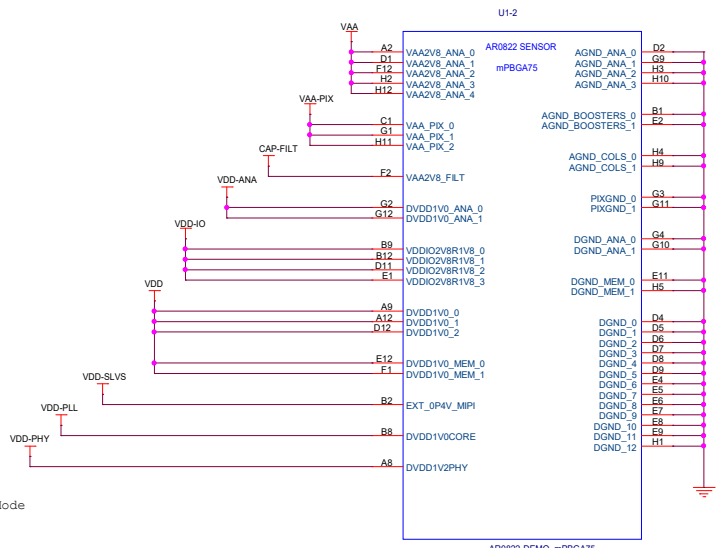 U1-2
AR0822 SENSOR
mPBGA75
VAA
A2 VAA2V8_ANA_0
D1 VAA2V8_ANA_1
F12 VAA2V8_ANA_2
H2 VAA2V8_ANA_3
H12 VAA2V8_ANA_4
VAA-PIX
C1 VAA_PIX_0
G1 VAA_PIX_1
H11 VAA_PIX_2
CAP-FILT
F2 VAA2V8_FILT
VDD-ANA
G2 DVDD1V0_ANA_0
G12 DVDD1V0_ANA_1
VDD-IO
B9 VDDIO2V8R1V8_0
B12 VDDIO2V8R1V8_1
D11 VDDIO2V8R1V8_2
E1 VDDIO2V8R1V8_3
VDD
A9 DVDD1V0_0
A12 DVDD1V0_1
D12 DVDD1V0_2
E12 DVDD1V0_MEM_0
F1 DVDD1V0_MEM_1
VDD-SLVS
B2 EXT_0P4V_MIPI
VDD-PLL
B8 DVDD1V0CORE
VDD-PHY
A8 DVDD1V2PHY
AGND_ANA_0 D2
AGND_ANA_1 G9
AGND_ANA_2 H3
AGND_ANA_3 H10
AGND_BOOSTERS_0 B1
AGND_BOOSTERS_1 E2
AGND_COLS_0 H4
AGND_COLS_1 H9
PIXGND_0 G3
PIXGND_1 G11
DGND_ANA_0 G4
DGND_ANA_1 G10
DGND_MEM_0 E11
DGND_MEM_1 H5
DGND_0 D4
DGND_1 D5
DGND_2 D6
DGND_3 D7
DGND_4 D8
DGND_5 D9
DGND_6 E4
DGND_7 E5
DGND_8 E6
DGND_9 E7
DGND_10 E8
DGND_11 E9
DGND_12 H1
AR0822 DEMO_mPBGA75